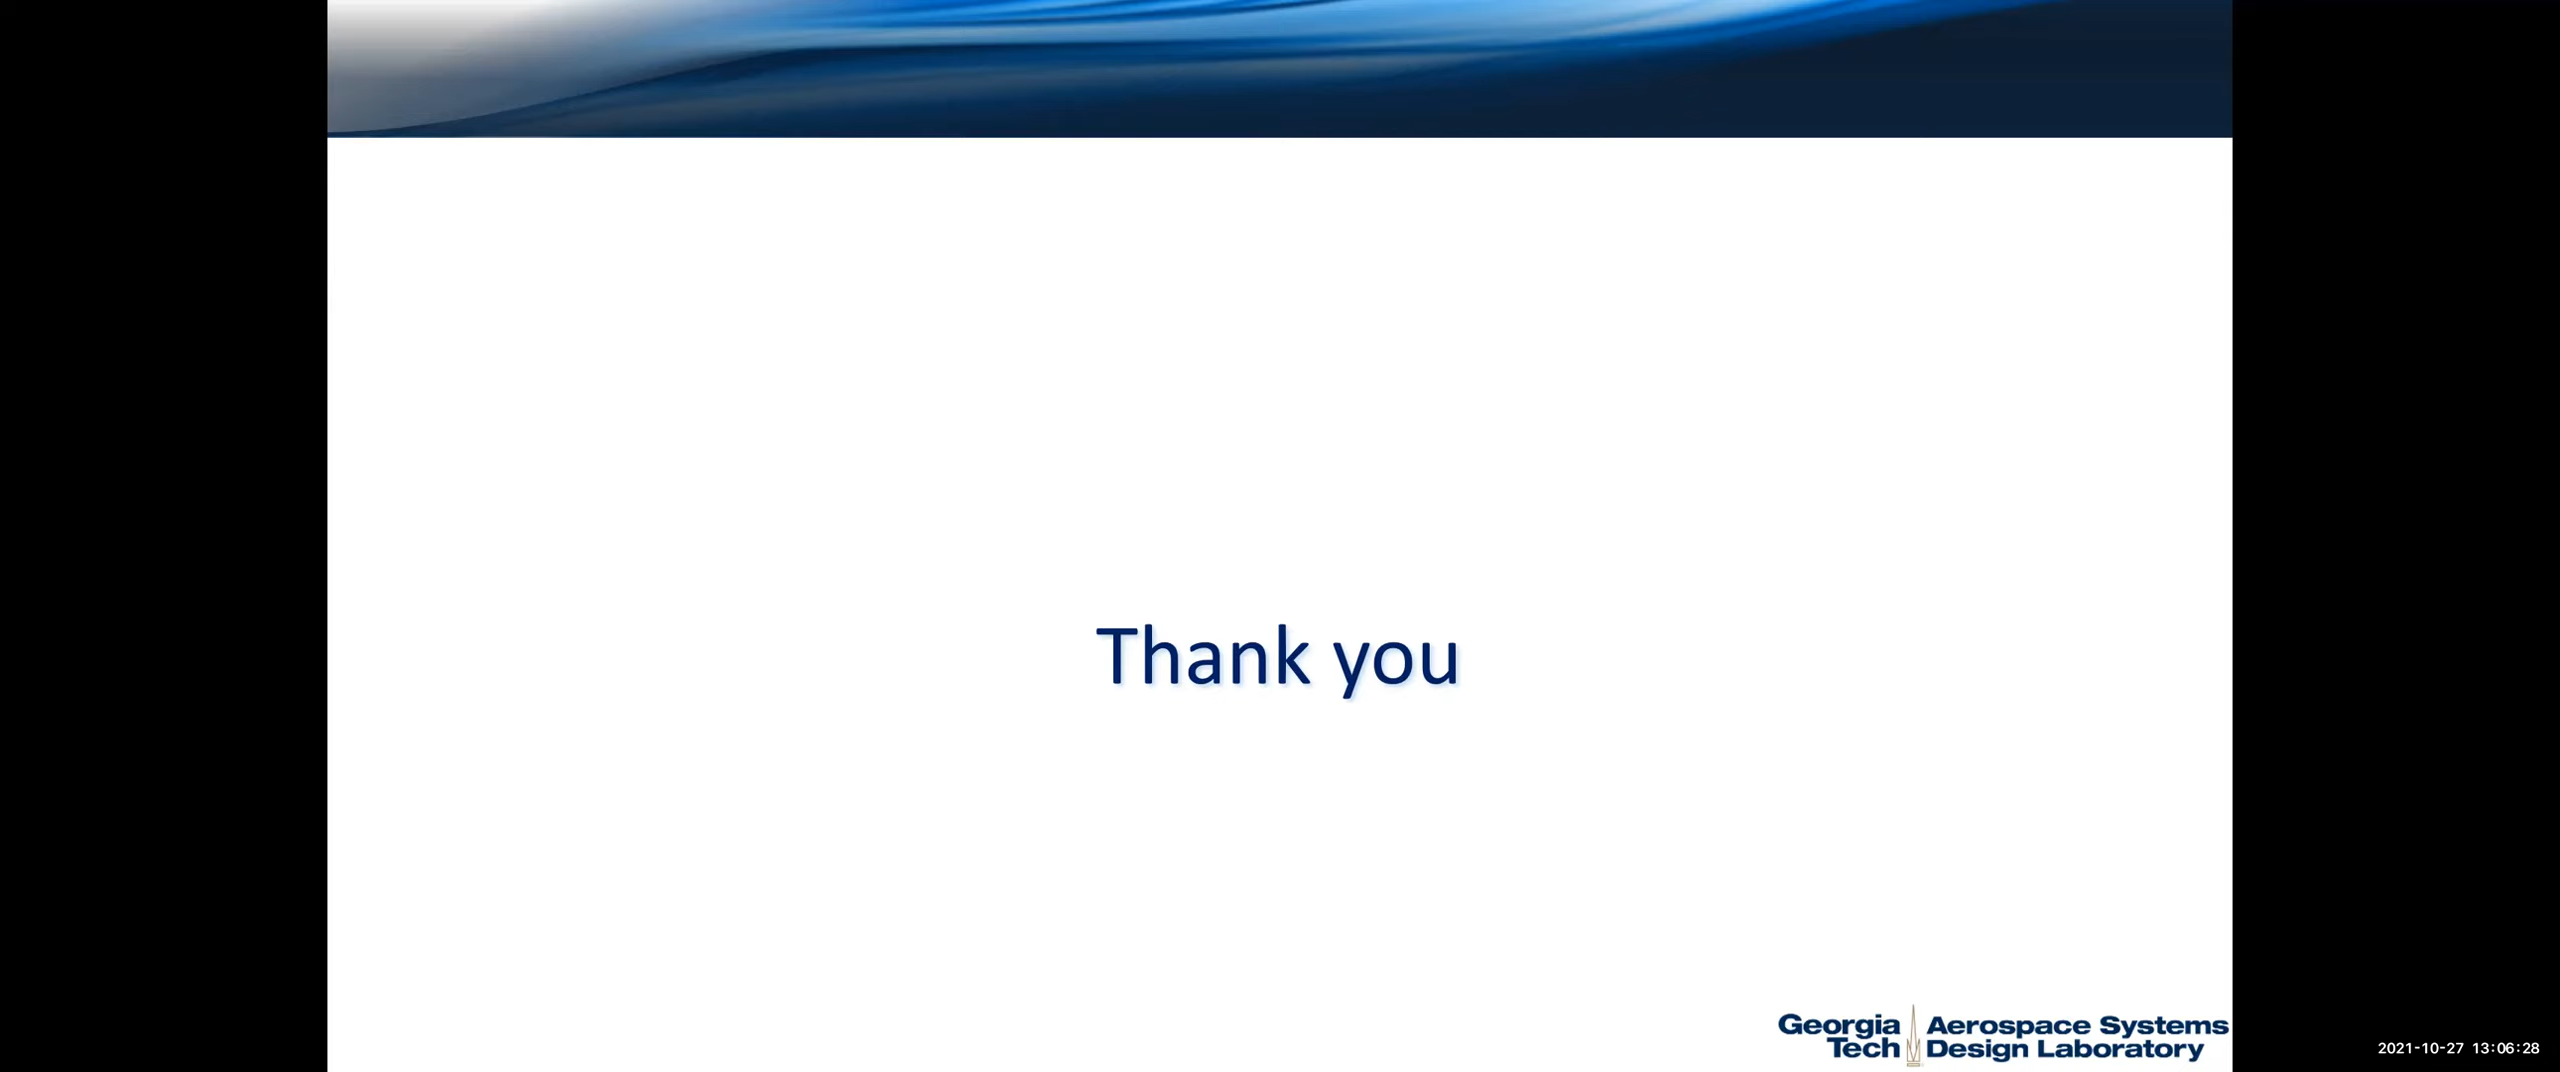 Thank you
Georgia Tech
Aerospace Systems
Design Laboratory
2021-10-27 13:06:28